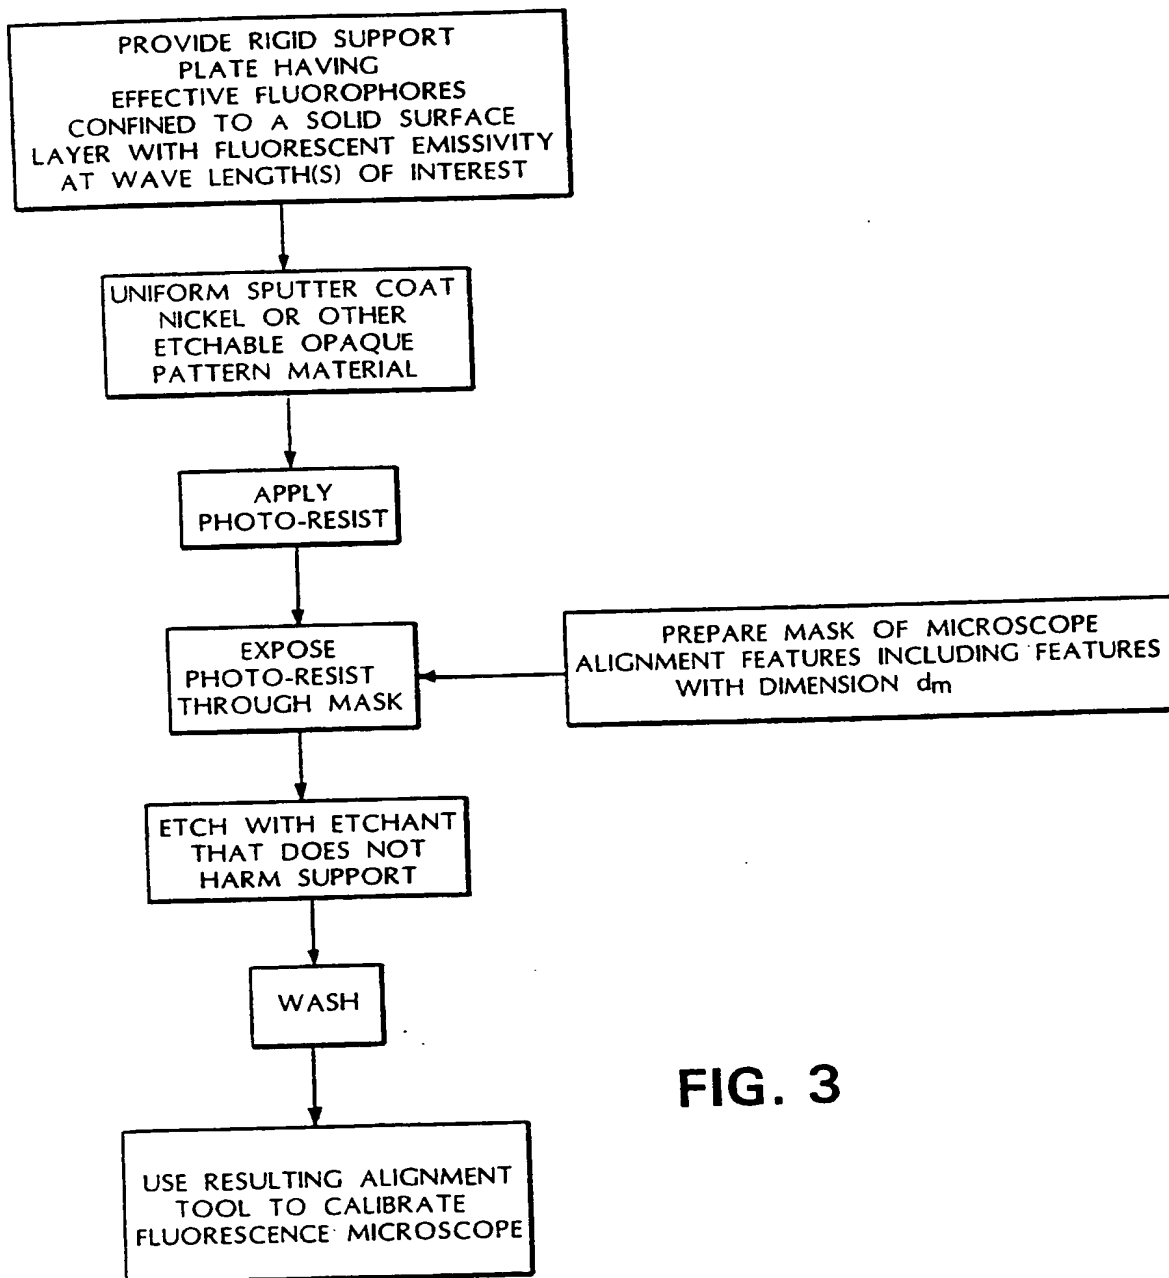 PROVIDE RIGID SUPPORT
PLATE HAVING
EFFECTIVE FLUOROPHORES
CONFINED TO A SOLID SURFACE
LAYER WITH FLUORESCENT EMISSIVITY
AT WAVE LENGTH(S) OF INTEREST
UNIFORM SPUTTER COAT
NICKEL OR OTHER
ETCHABLE OPAQUE
PATTERN MATERIAL
APPLY
PHOTO-RESIST
EXPOSE
PHOTO-RESIST
THROUGH MASK
PREPARE MASK OF MICROSCOPE
ALIGNMENT FEATURES INCLUDING FEATURES
WITH DIMENSION dm
ETCH WITH ETCHANT
THAT DOES NOT
HARM SUPPORT
WASH
USE RESULTING ALIGNMENT
TOOL TO CALIBRATE
FLUORESCENCE MICROSCOPE
FIG. 3